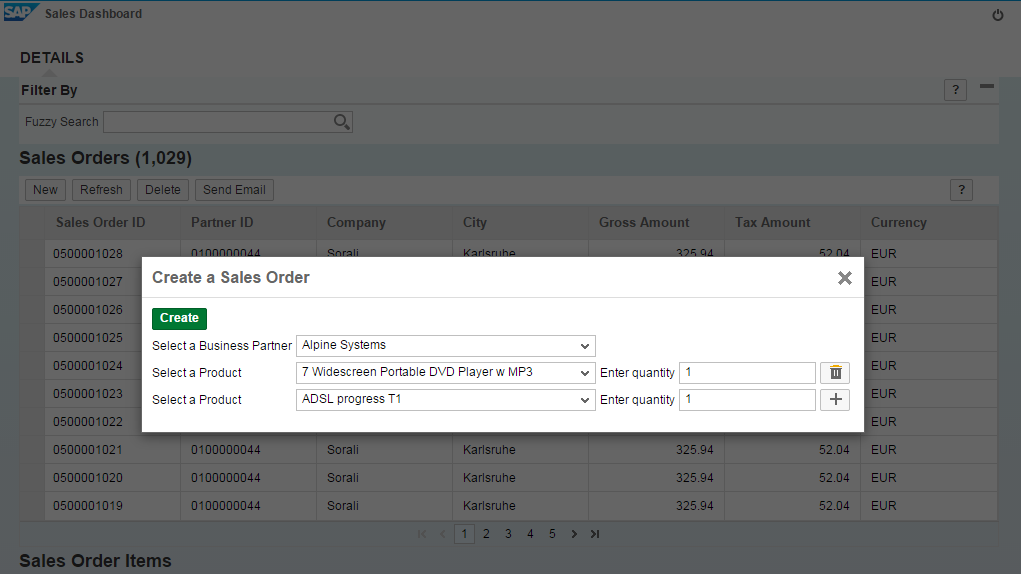 SAP Sales Dashboard
DETAILS
Filter By ?
Fuzzy Search
Sales Orders (1,029)
New Refresh Delete Send Email ?
Sales Order ID Partner ID Company City Gross Amount Tax Amount Currency
0500001028 0100000044 Sorali Karlsruhe 325.94 52.04 EUR
0500001027 EUR
Create a Sales Order
0500001026 EUR
Create
0500001025 EUR
Select a Business Partner Alpine Systems
0500001024 EUR
Select a Product 7 Widescreen Portable DVD Player w MP3 Enter quantity 1
0500001023 EUR
Select a Product ADSL progress T1 Enter quantity 1
0500001022 EUR
0500001021 0100000044 Sorali Karlsruhe 325.94 52.04 EUR
0500001020 0100000044 Sorali Karlsruhe 325.94 52.04 EUR
0500001019 0100000044 Sorali Karlsruhe 325.94 52.04 EUR
1 2 3 4 5
Sales Order Items